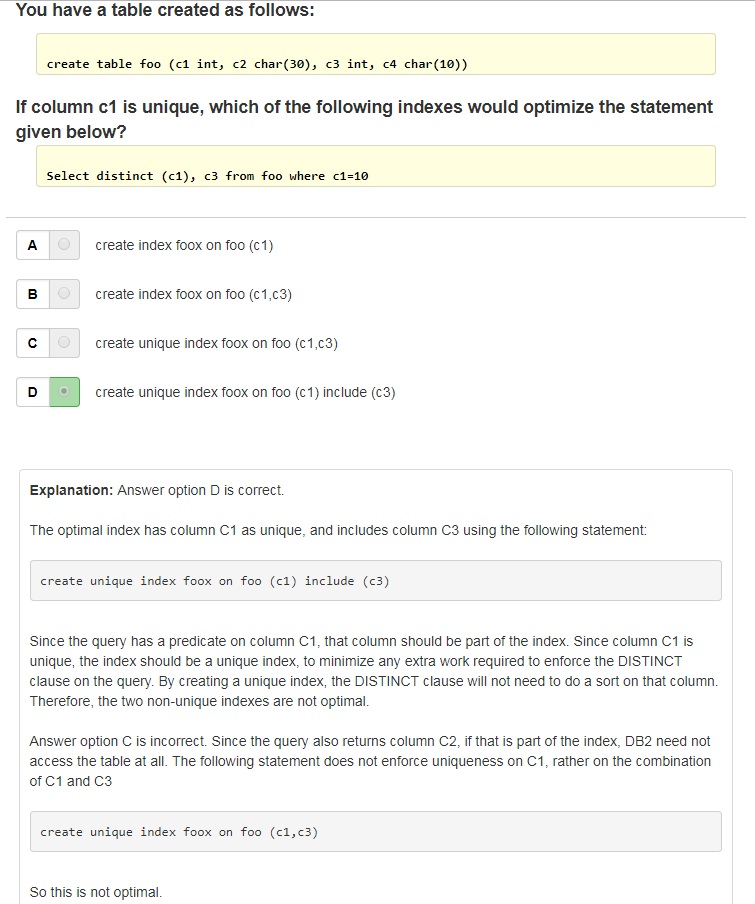 You have a table created as follows:
create table foo (c1 int, c2 char(30), c3 int, c4 char(10))
If column c1 is unique, which of the following indexes would optimize the statement
given below?
Select distinct (c1), c3 from foo where c1=10
A create index foox on foo (c1)
B create index foox on foo (c1,c3)
C create unique index foox on foo (c1,c3)
D create unique index foox on foo (c1) include (c3)
Explanation: Answer option D is correct.
The optimal index has column C1 as unique, and includes column C3 using the following statement:
create unique index foox on foo (c1) include (c3)
Since the query has a predicate on column C1, that column should be part of the index. Since column C1 is
unique, the index should be a unique index, to minimize any extra work required to enforce the DISTINCT
clause on the query. By creating a unique index, the DISTINCT clause will not need to do a sort on that column.
Therefore, the two non-unique indexes are not optimal.
Answer option C is incorrect. Since the query also returns column C2, if that is part of the index, DB2 need not
access the table at all. The following statement does not enforce uniqueness on C1, rather on the combination
of C1 and C3
create unique index foox on foo (c1,c3)
So this is not optimal.